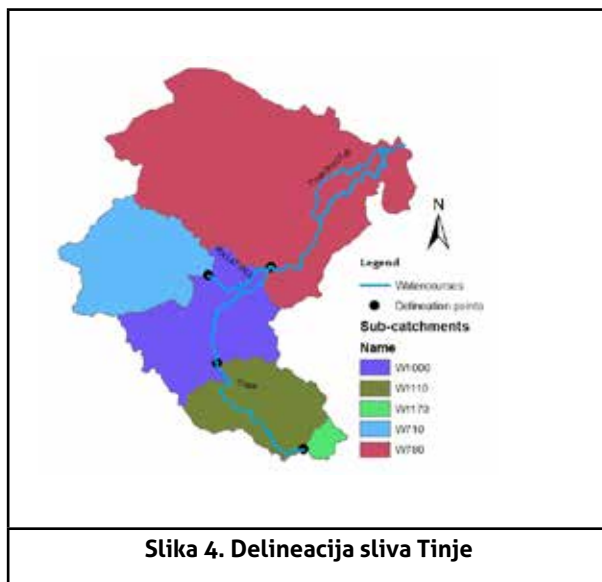 N
Legend
Watercourses
Delineation points
Sub-catchments
Name
W1000
W1110
W1170
W710
W780
Tinja
Slika 4. Delineacija sliva Tinje